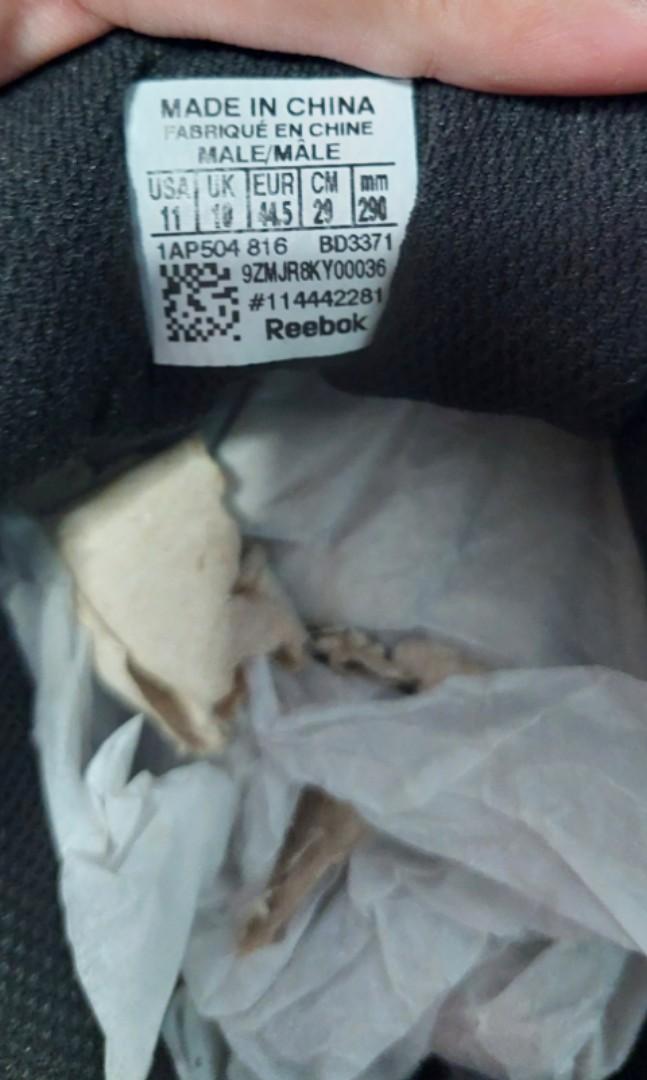 MADE IN CHINA
FABRIQUÉ EN CHINE
MALE/MÂLE
USA UK EUR CM mm
11 10 44.5 29 290
1AP504 816 BD3371
9ZMJR8KY00036
#114442281
Reebok